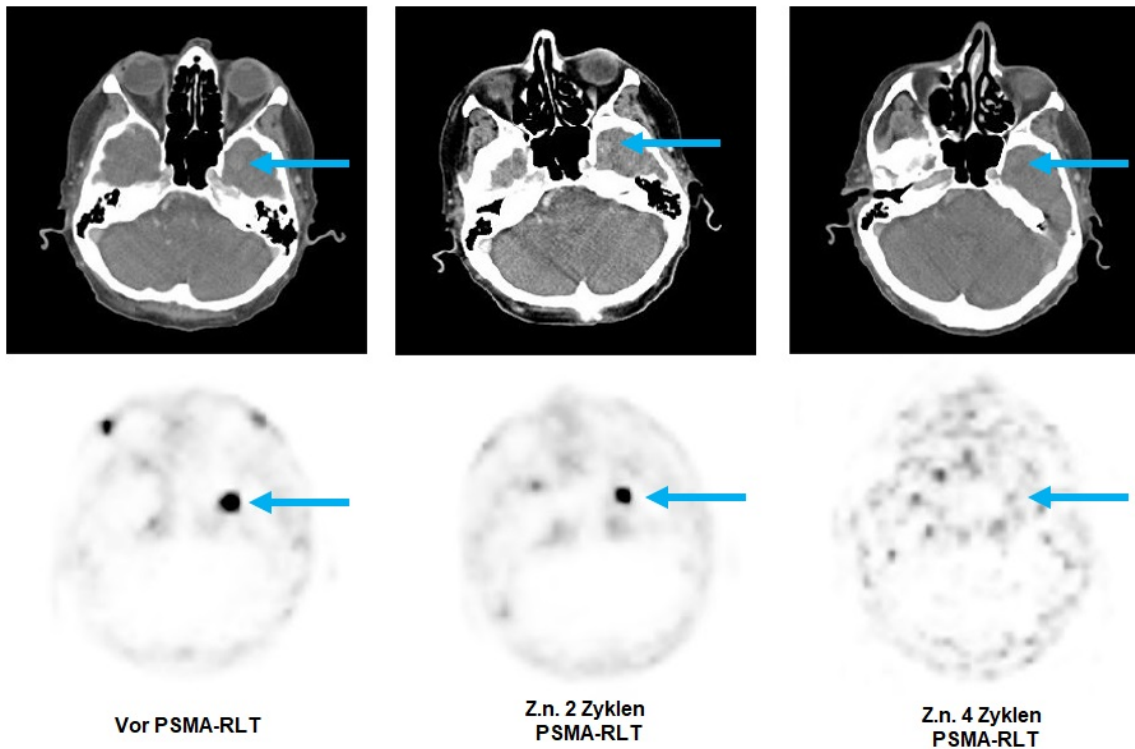 Vor PSMA-RLT
Z.n. 2 Zyklen
PSMA-RLT
Z.n. 4 Zyklen
PSMA-RLT